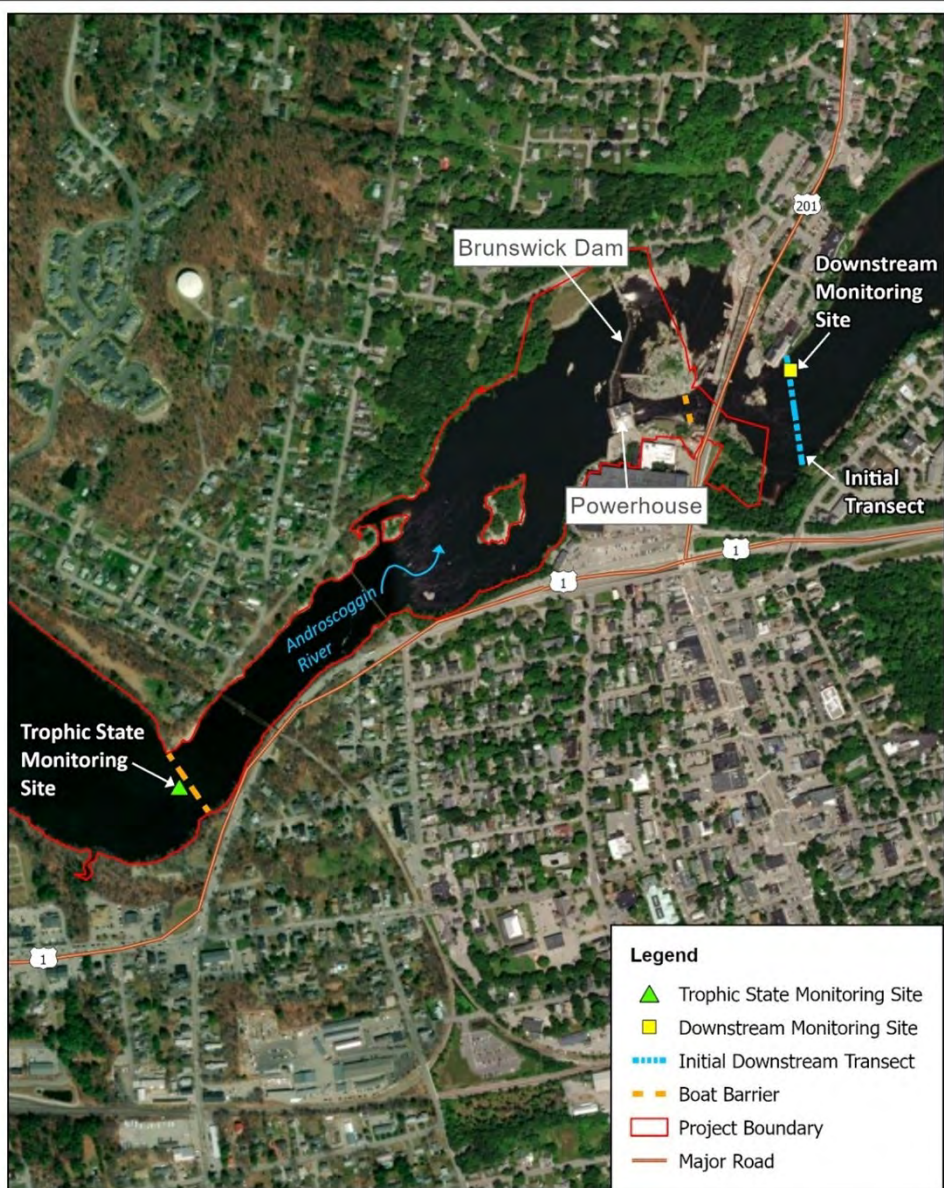 201
Brunswick Dam
Downstream
Monitoring
Site
Initial
Transect
Powerhouse
1
1
Androscoggin
River
Trophic State
Monitoring
Site
1
Legend
Trophic State Monitoring Site
Downstream Monitoring Site
Initial Downstream Transect
Boat Barrier
Project Boundary
Major Road